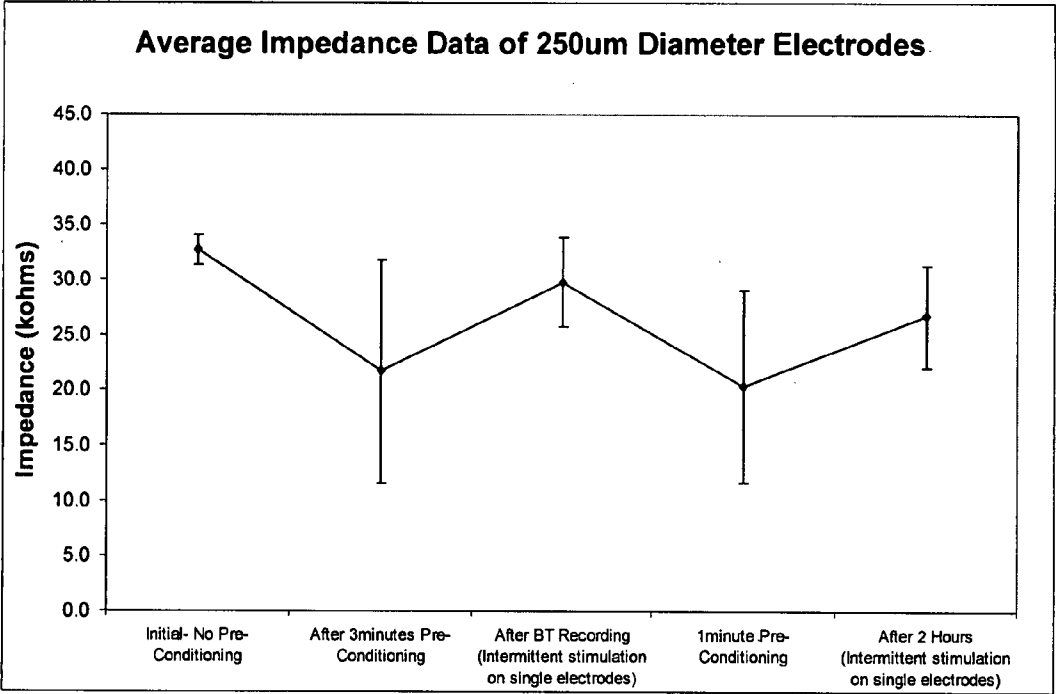 Average Impedance Data of 250um Diameter Electrodes
45.0
40.0
35.0
30.0
25.0
20.0
15.0
10.0
5.0
0.0
Impedance (kohms)
Initial- No Pre-
Conditioning
After 3minutes Pre-
Conditioning
After BT Recording
(Intermittent stimulation
on single electrodes)
1minute Pre-
Conditioning
After 2 Hours
(Intermittent stimulation
on single electrodes)